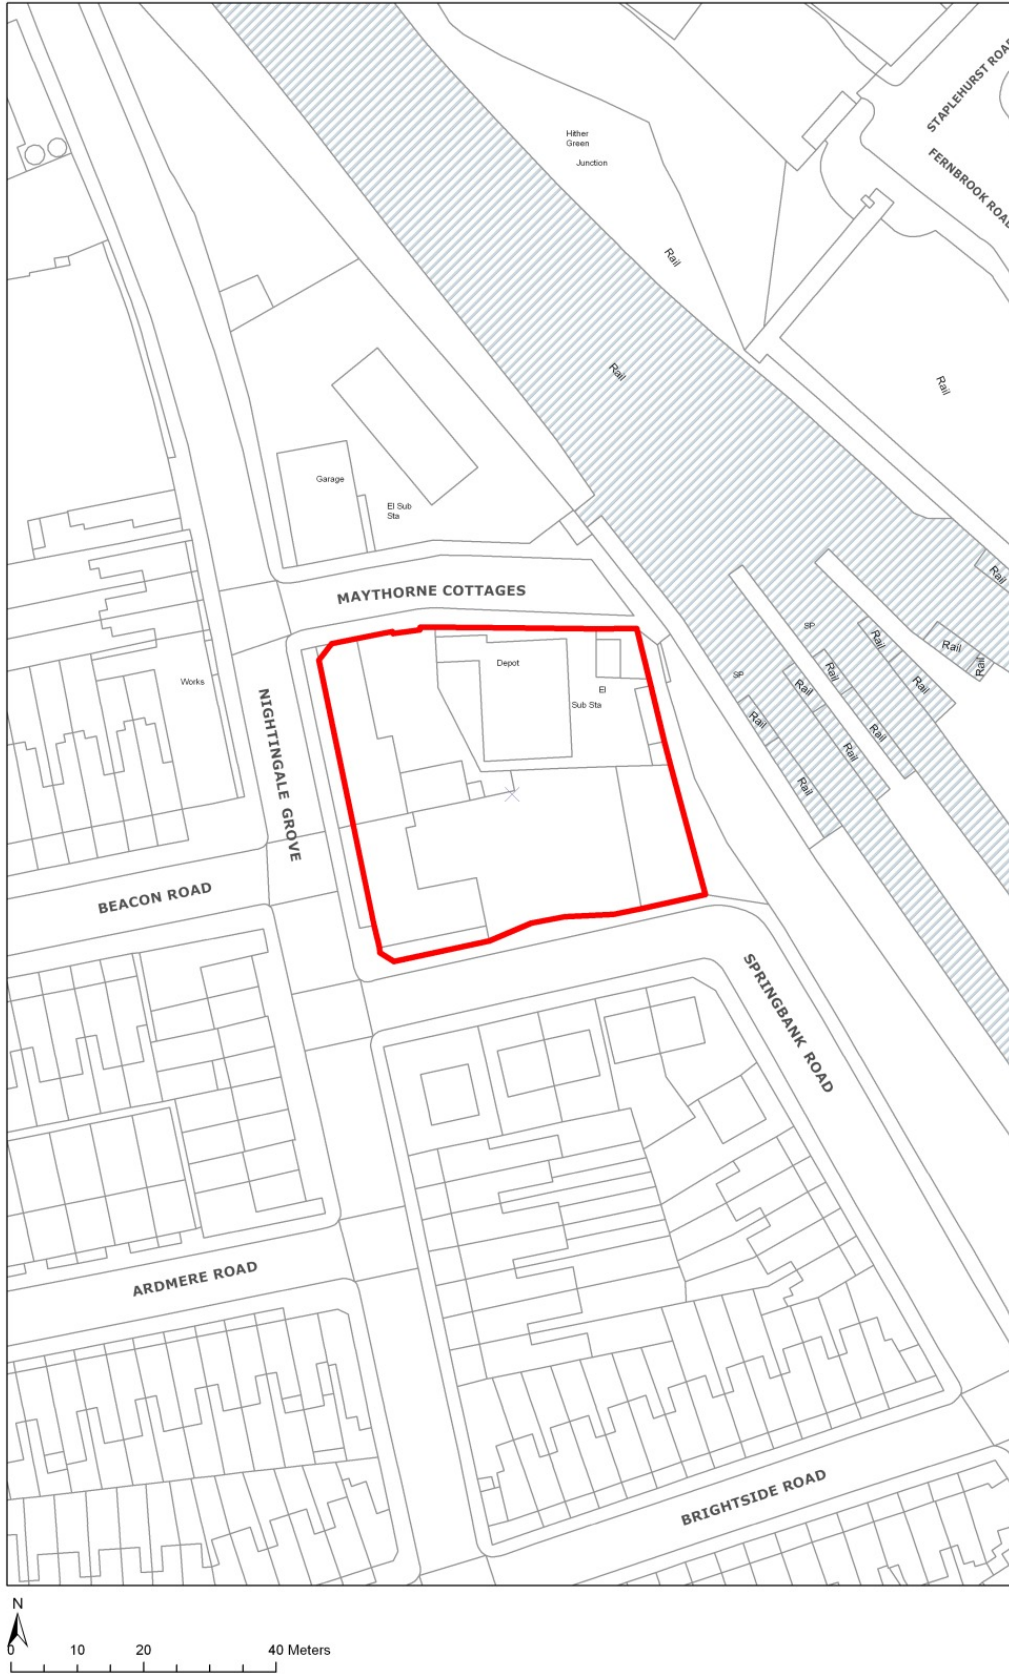 STAPLEHURST ROAD
FERNBROOK ROAD
Hither
Green
Junction
Rail
Rail
Rail
Garage
El Sub
Sta
MAYTHORNE COTTAGES
Rail
SP
Rail
Rail
Rail
Depot
Works
El
Sub Sta
SP
Rail
Rail
Rail
Rail
Rail
Rail
Rail
NIGHTINGALE GROVE
BEACON ROAD
SPRINGBANK ROAD
ARDMERE ROAD
BRIGHTSIDE ROAD
N
0 10 20 40 Meters